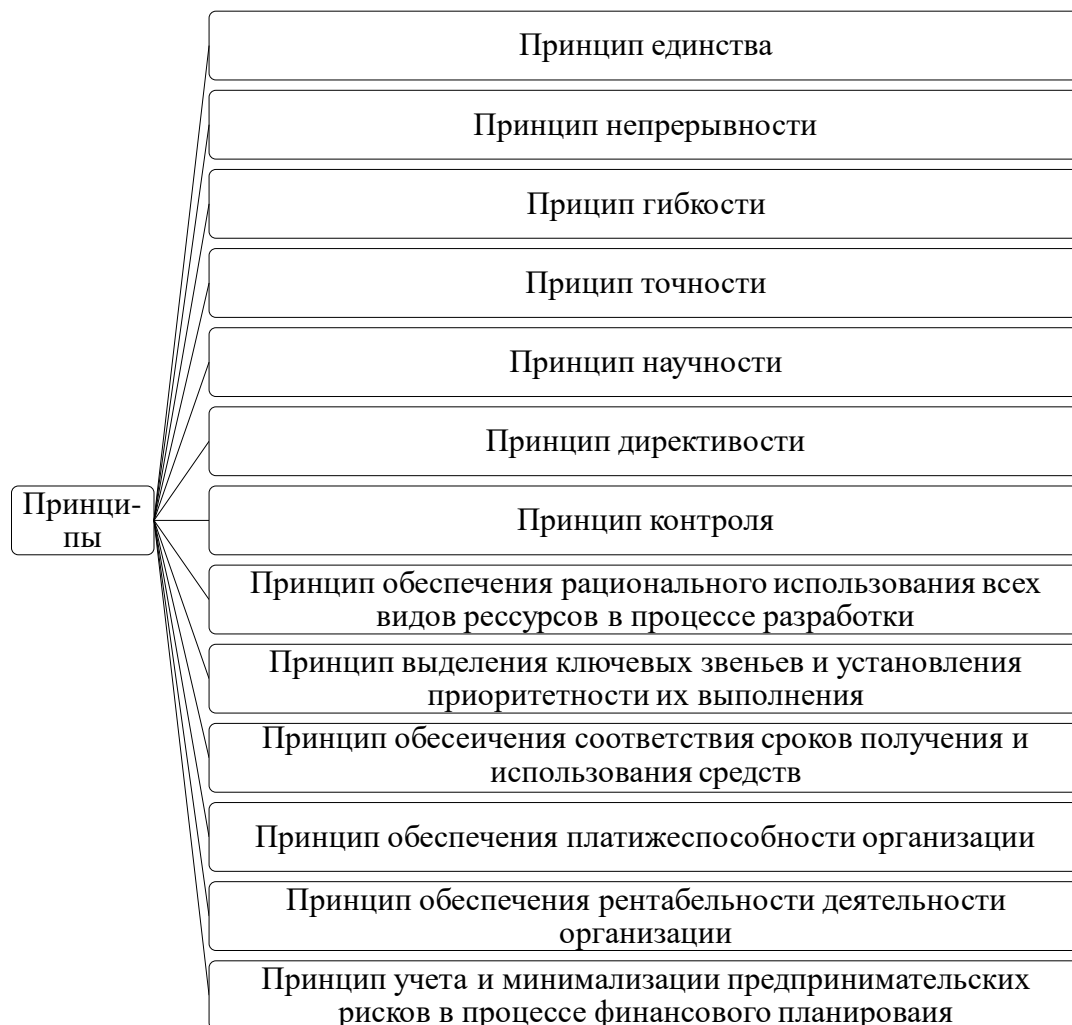 Принцип единства
Принцип непрерывности
Прицип гибкости
Прицип точности
Принцип научности
Принцип директивости
Принци-
пы
Принцип контроля
Принцип обеспечения рационального использования всех
видов рессурсов в процессе разработки
Принцип выделения ключевых звеньев и установления
приоритетности их выполнения
Принцип обесеичения соответствия сроков получения и
использования средств
Принцип обеспечения платижеспособности организации
Принцип обеспечения рентабельности деятельности
организации
Принцип учета и минимализации предпринимательских
рисков в процессе финансового планироваия